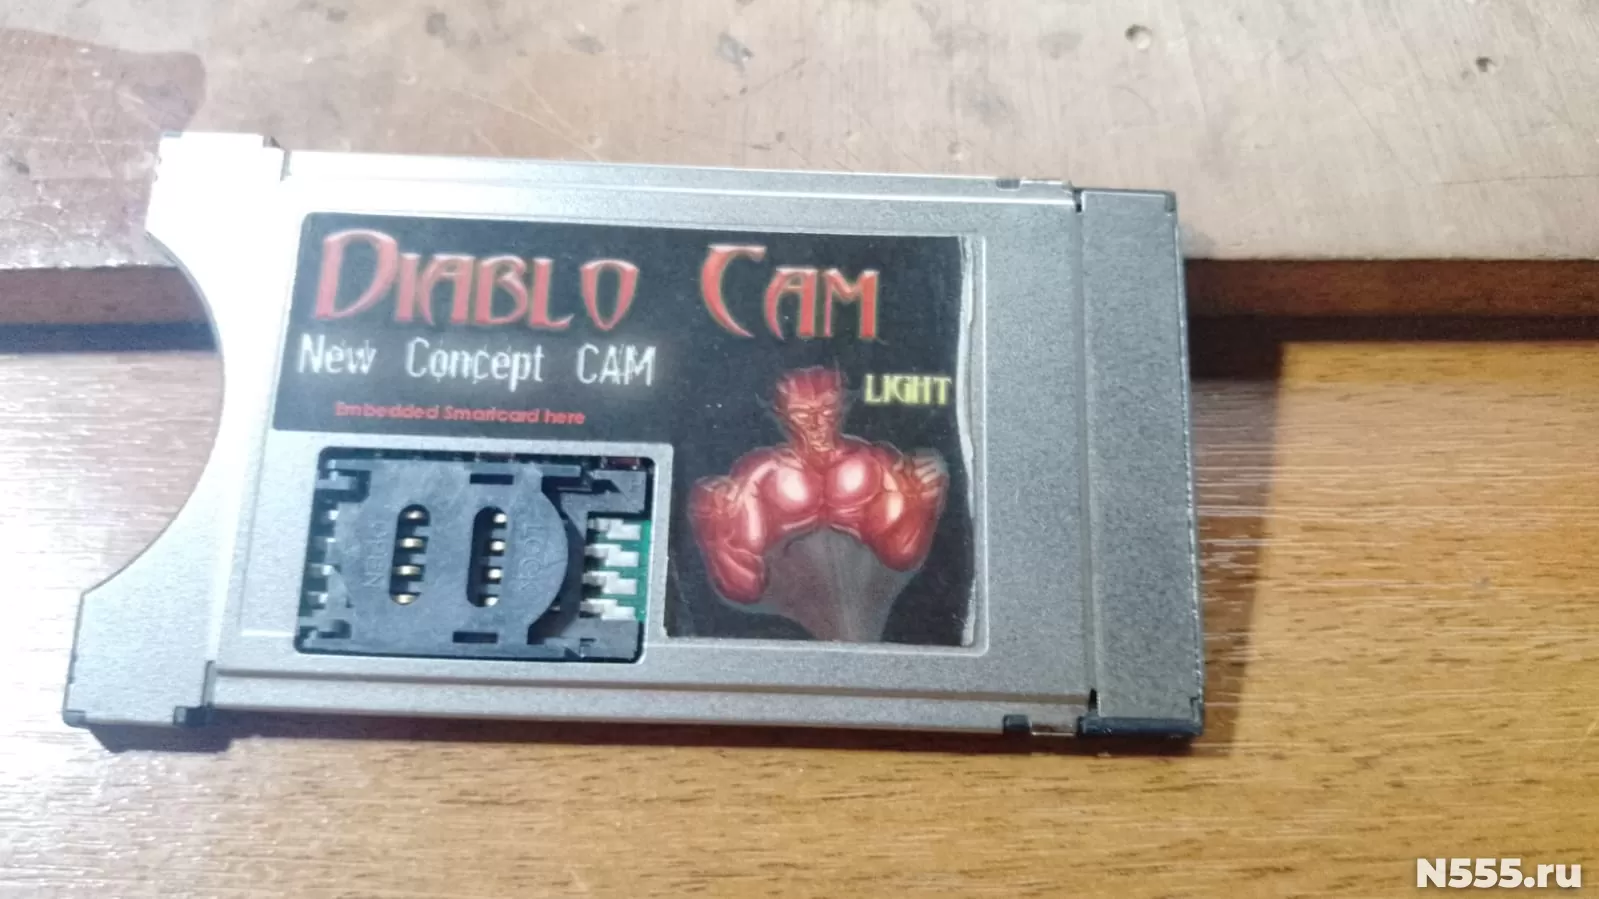 DIABLO CAM
New Concept CAM
LIGHT
Embedded Smartcard here
N555.ru